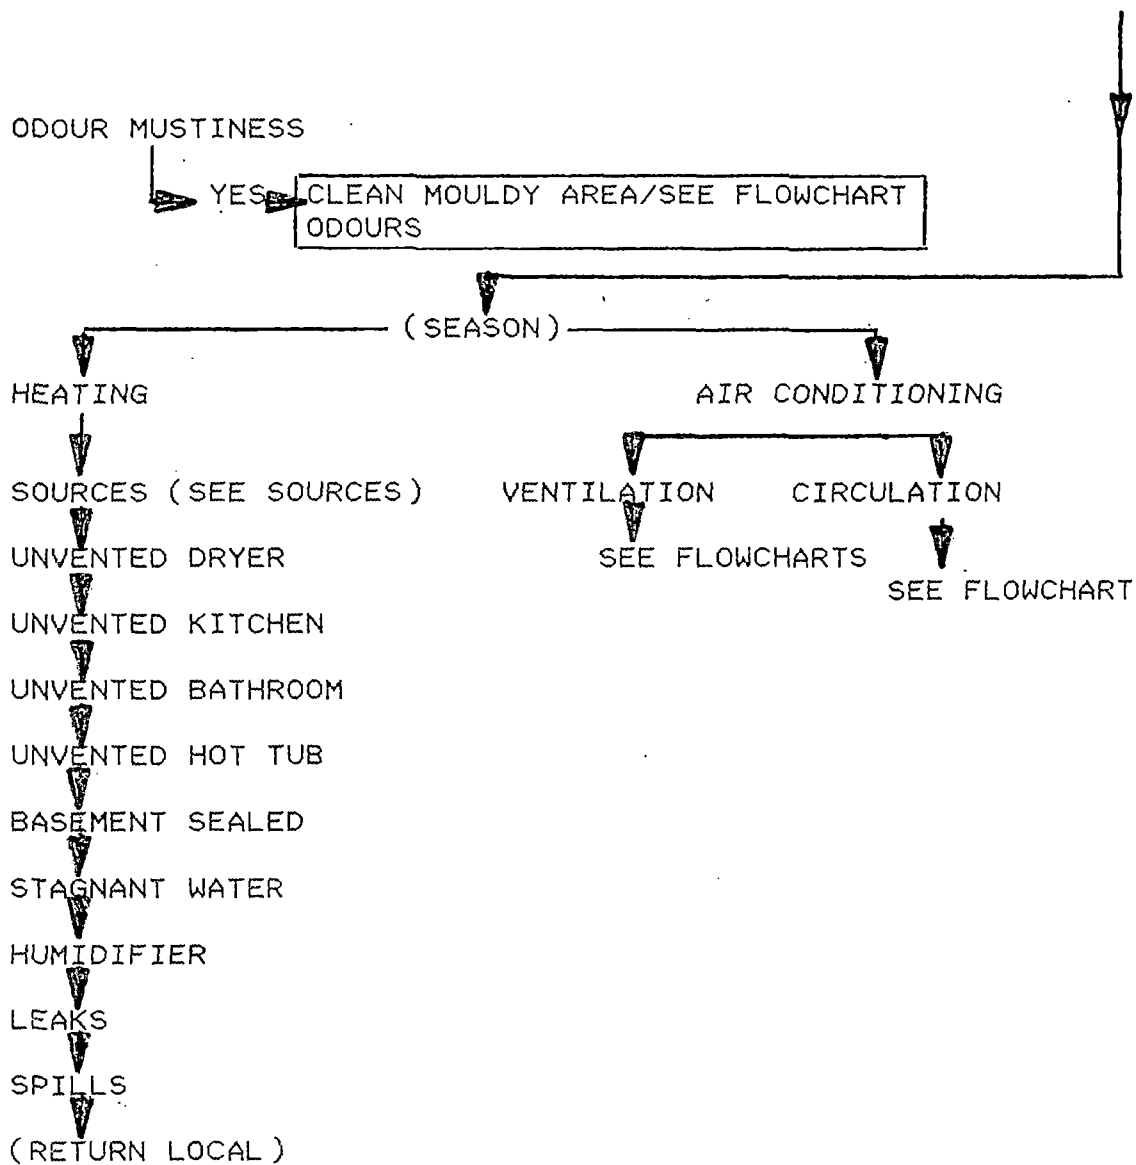 ODOUR MUSTINESS
YES
CLEAN MOULDY AREA/SEE FLOWCHART
ODOURS
(SEASON)
HEATING
AIR CONDITIONING
SOURCES (SEE SOURCES)
VENTILATION
CIRCULATION
UNVENTED DRYER
SEE FLOWCHARTS
SEE FLOWCHART
UNVENTED KITCHEN
UNVENTED BATHROOM
UNVENTED HOT TUB
BASEMENT SEALED
STAGNANT WATER
HUMIDIFIER
LEAKS
SPILLS
(RETURN LOCAL)